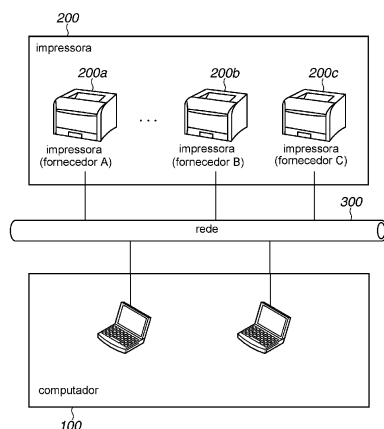 200
impressora
200a
200b
200c
...
impressora
(fornecedor A)
impressora
(fornecedor B)
impressora
(fornecedor C)
300
rede
computador
100